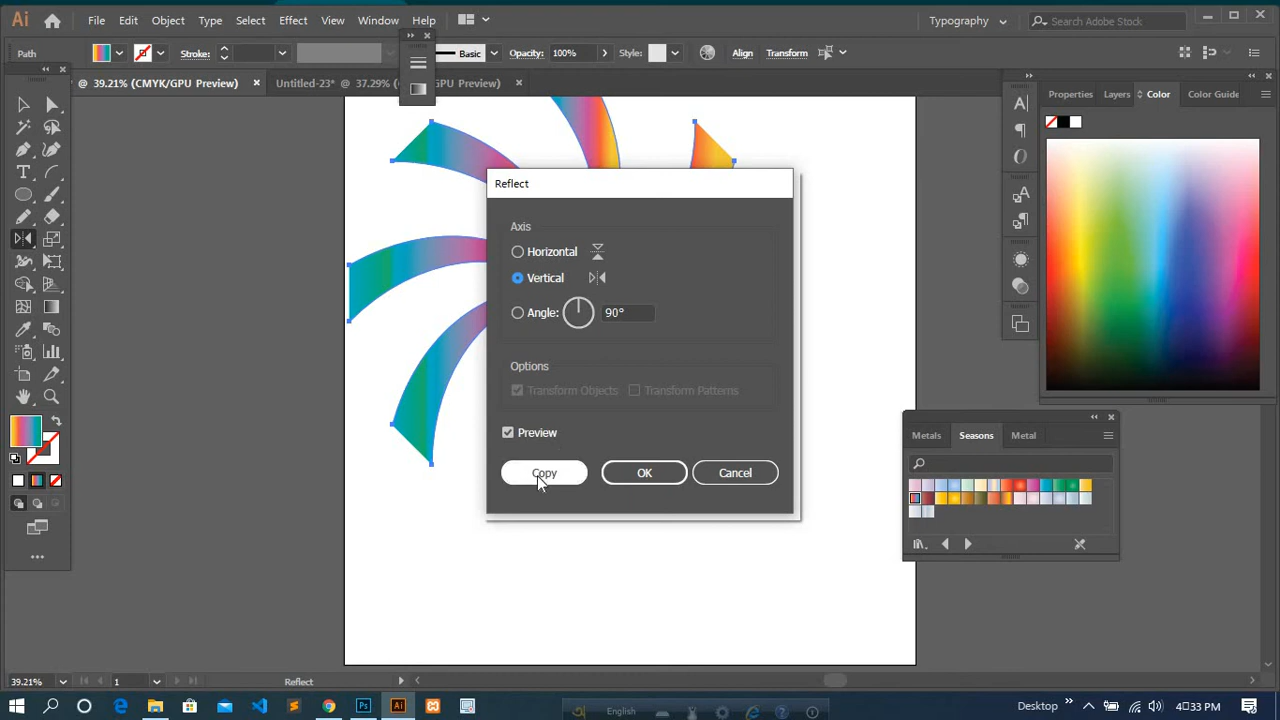 Ai File Edit Object Type Select Effect View Window Help Typography Search Adobe Stock
Path Stroke: Basic Opacity: 100% Style: Align Transform
@ 39.21% (CMYK/GPU Preview) × Untitled-23* @ 37.29% GPU Preview) ×
Properties Layers Color Color Guide
Reflect
Axis
Horizontal
Vertical
Angle: 90°
Options
Transform Objects Transform Patterns
Preview
Copy OK Cancel
Metals Seasons Metal
39.21% 1 Reflect
English Desktop 4:33 PM